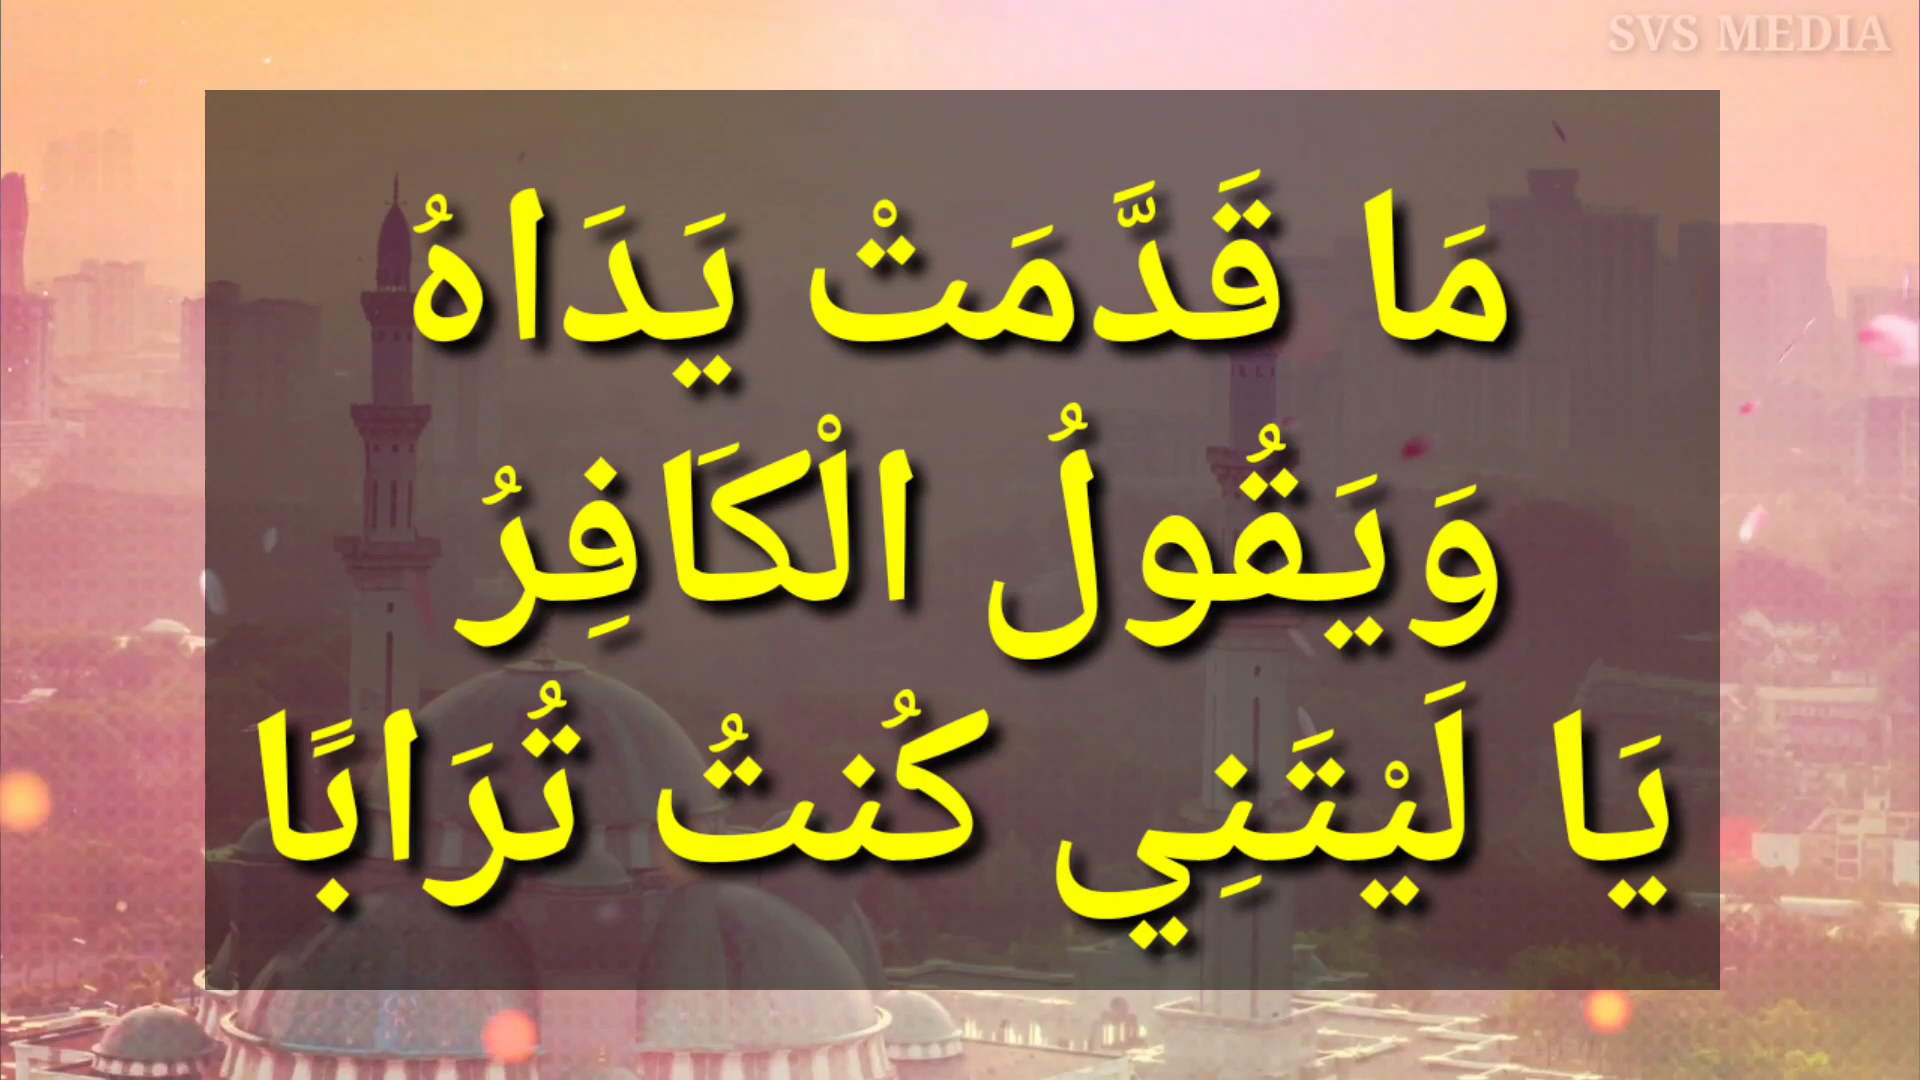 SVS MEDIA
مَا قَدَّمَتْ يَدَاهُ
وَيَقُولُ الْكَافِرُ
يَا لَيْتَنِي كُنتُ تُرَابًا